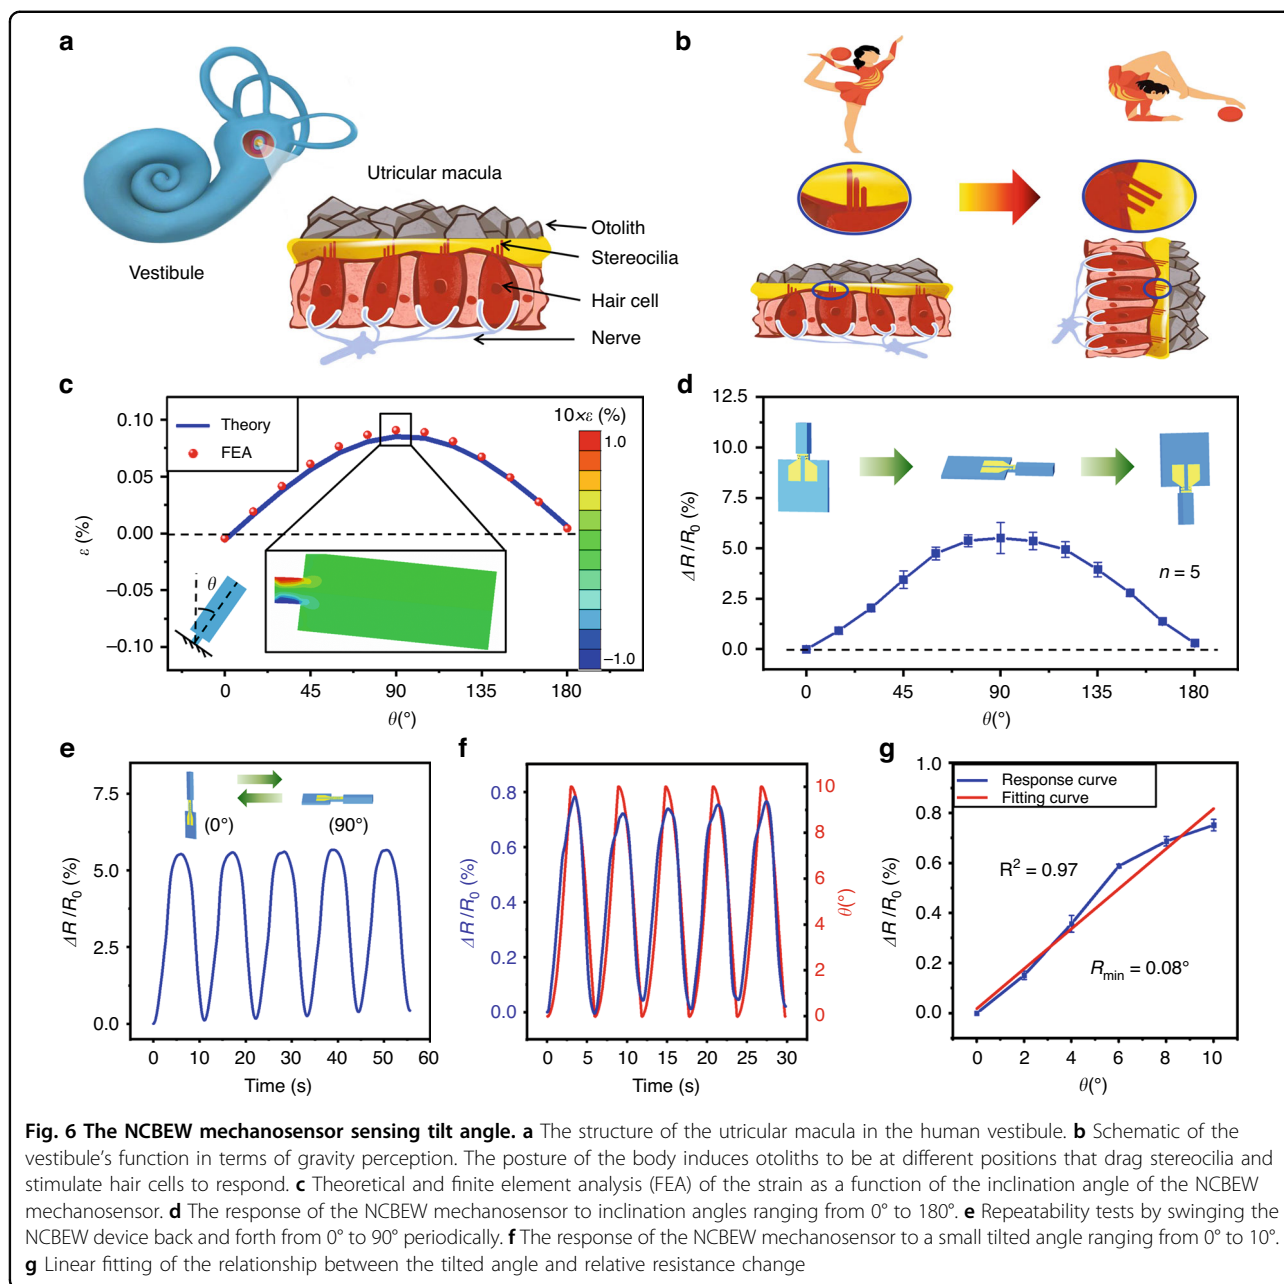 a
Utricular macula
Otolith
Stereocilia
Hair cell
Nerve
Vestibule
b
c
Theory
FEA
10×ε (%)
1.0
−1.0
0.10
0.05
0.00
−0.05
−0.10
ε (%)
θ
0 45 90 135 180
θ(°)
d
12.5
10.0
7.5
5.0
2.5
0.0
ΔR/R0 (%)
n = 5
0 45 90 135 180
θ(°)
e
7.5
5.0
2.5
0.0
ΔR/R0 (%)
(0°) (90°)
0 10 20 30 40 50 60
Time (s)
f
0.8
0.6
0.4
0.2
0.0
ΔR/R0 (%)
10
8
6
4
2
0
θ(°)
0 5 10 15 20 25 30
Time (s)
g
1.0
0.8
0.6
0.4
0.2
0.0
ΔR/R0 (%)
Response curve
Fitting curve
R² = 0.97
Rmin = 0.08°
0 2 4 6 8 10
θ(°)
Fig. 6 The NCBEW mechanosensor sensing tilt angle. a The structure of the utricular macula in the human vestibule. b Schematic of the
vestibule's function in terms of gravity perception. The posture of the body induces otoliths to be at different positions that drag stereocilia and
stimulate hair cells to respond. c Theoretical and finite element analysis (FEA) of the strain as a function of the inclination angle of the NCBEW
mechanosensor. d The response of the NCBEW mechanosensor to inclination angles ranging from 0° to 180°. e Repeatability tests by swinging the
NCBEW device back and forth from 0° to 90° periodically. f The response of the NCBEW mechanosensor to a small tilted angle ranging from 0° to 10°.
g Linear fitting of the relationship between the tilted angle and relative resistance change